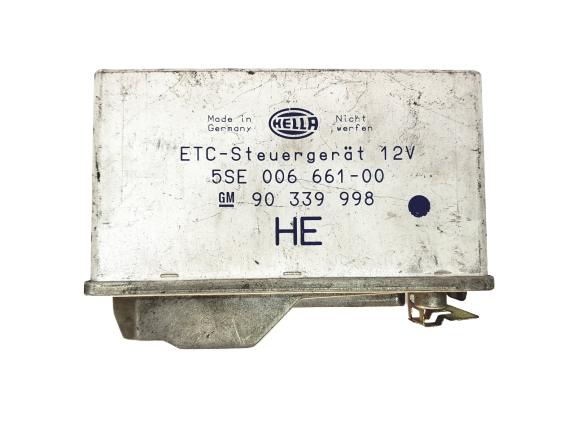 Made in Germany
HELLA
Nicht werfen
ETC-Steuergerät 12V
5SE 006 661-00
GM 90 339 998
HE